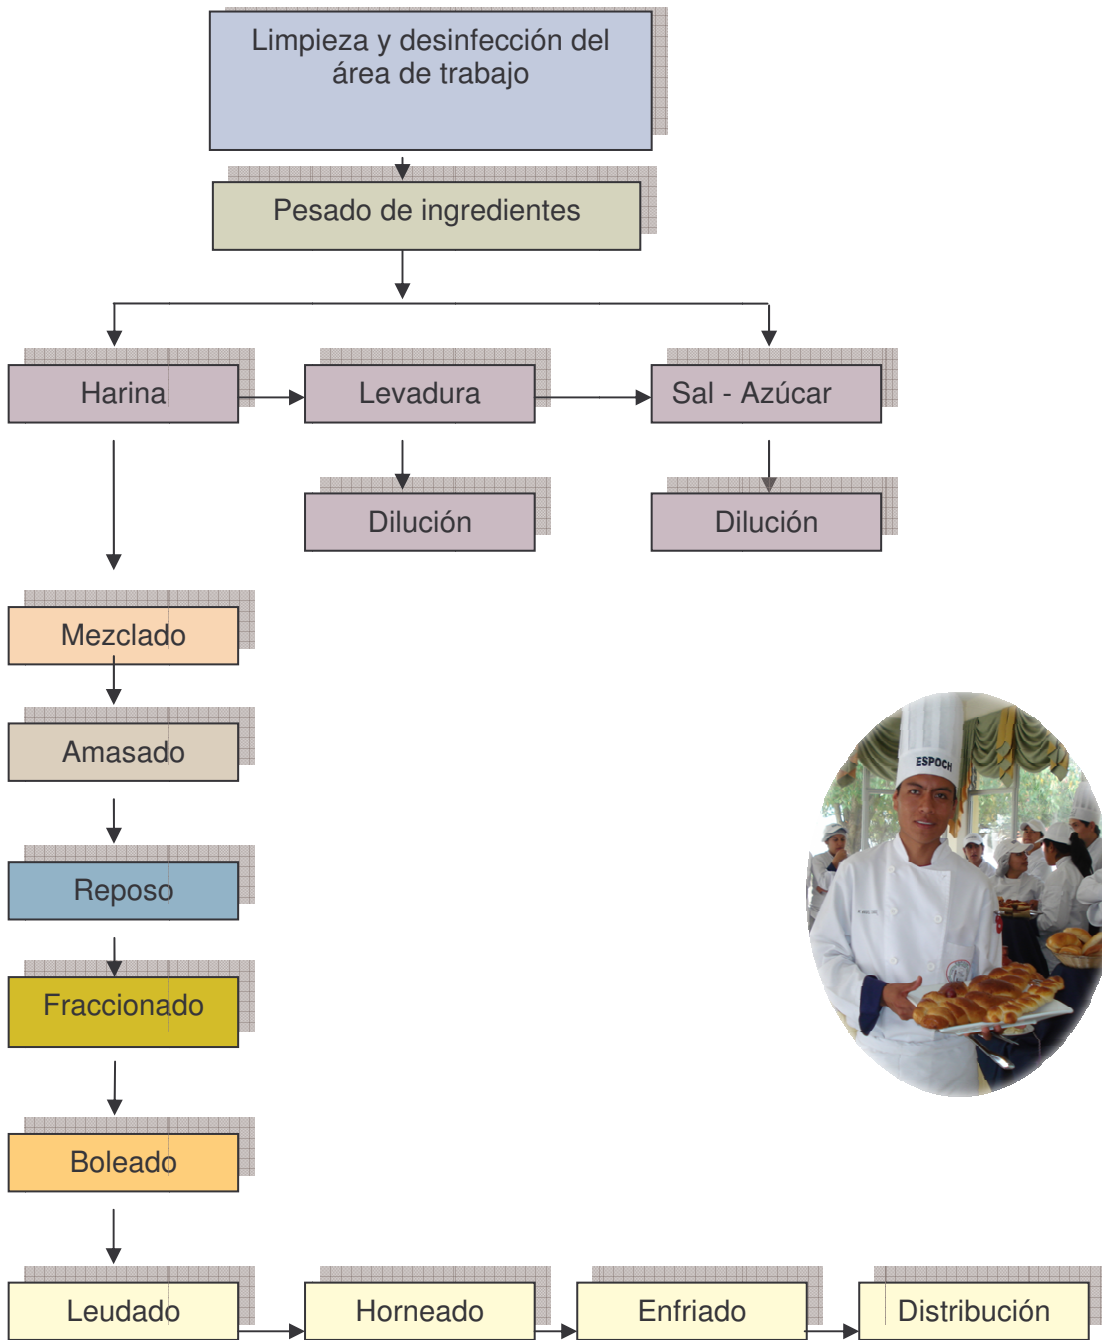 Limpieza y desinfección del
área de trabajo
Pesado de ingredientes
Harina
Levadura
Sal - Azúcar
Dilución
Dilución
Mezclado
Amasado
Reposo
Fraccionado
Boleado
Leudado
Horneado
Enfriado
Distribución
ESPOCH